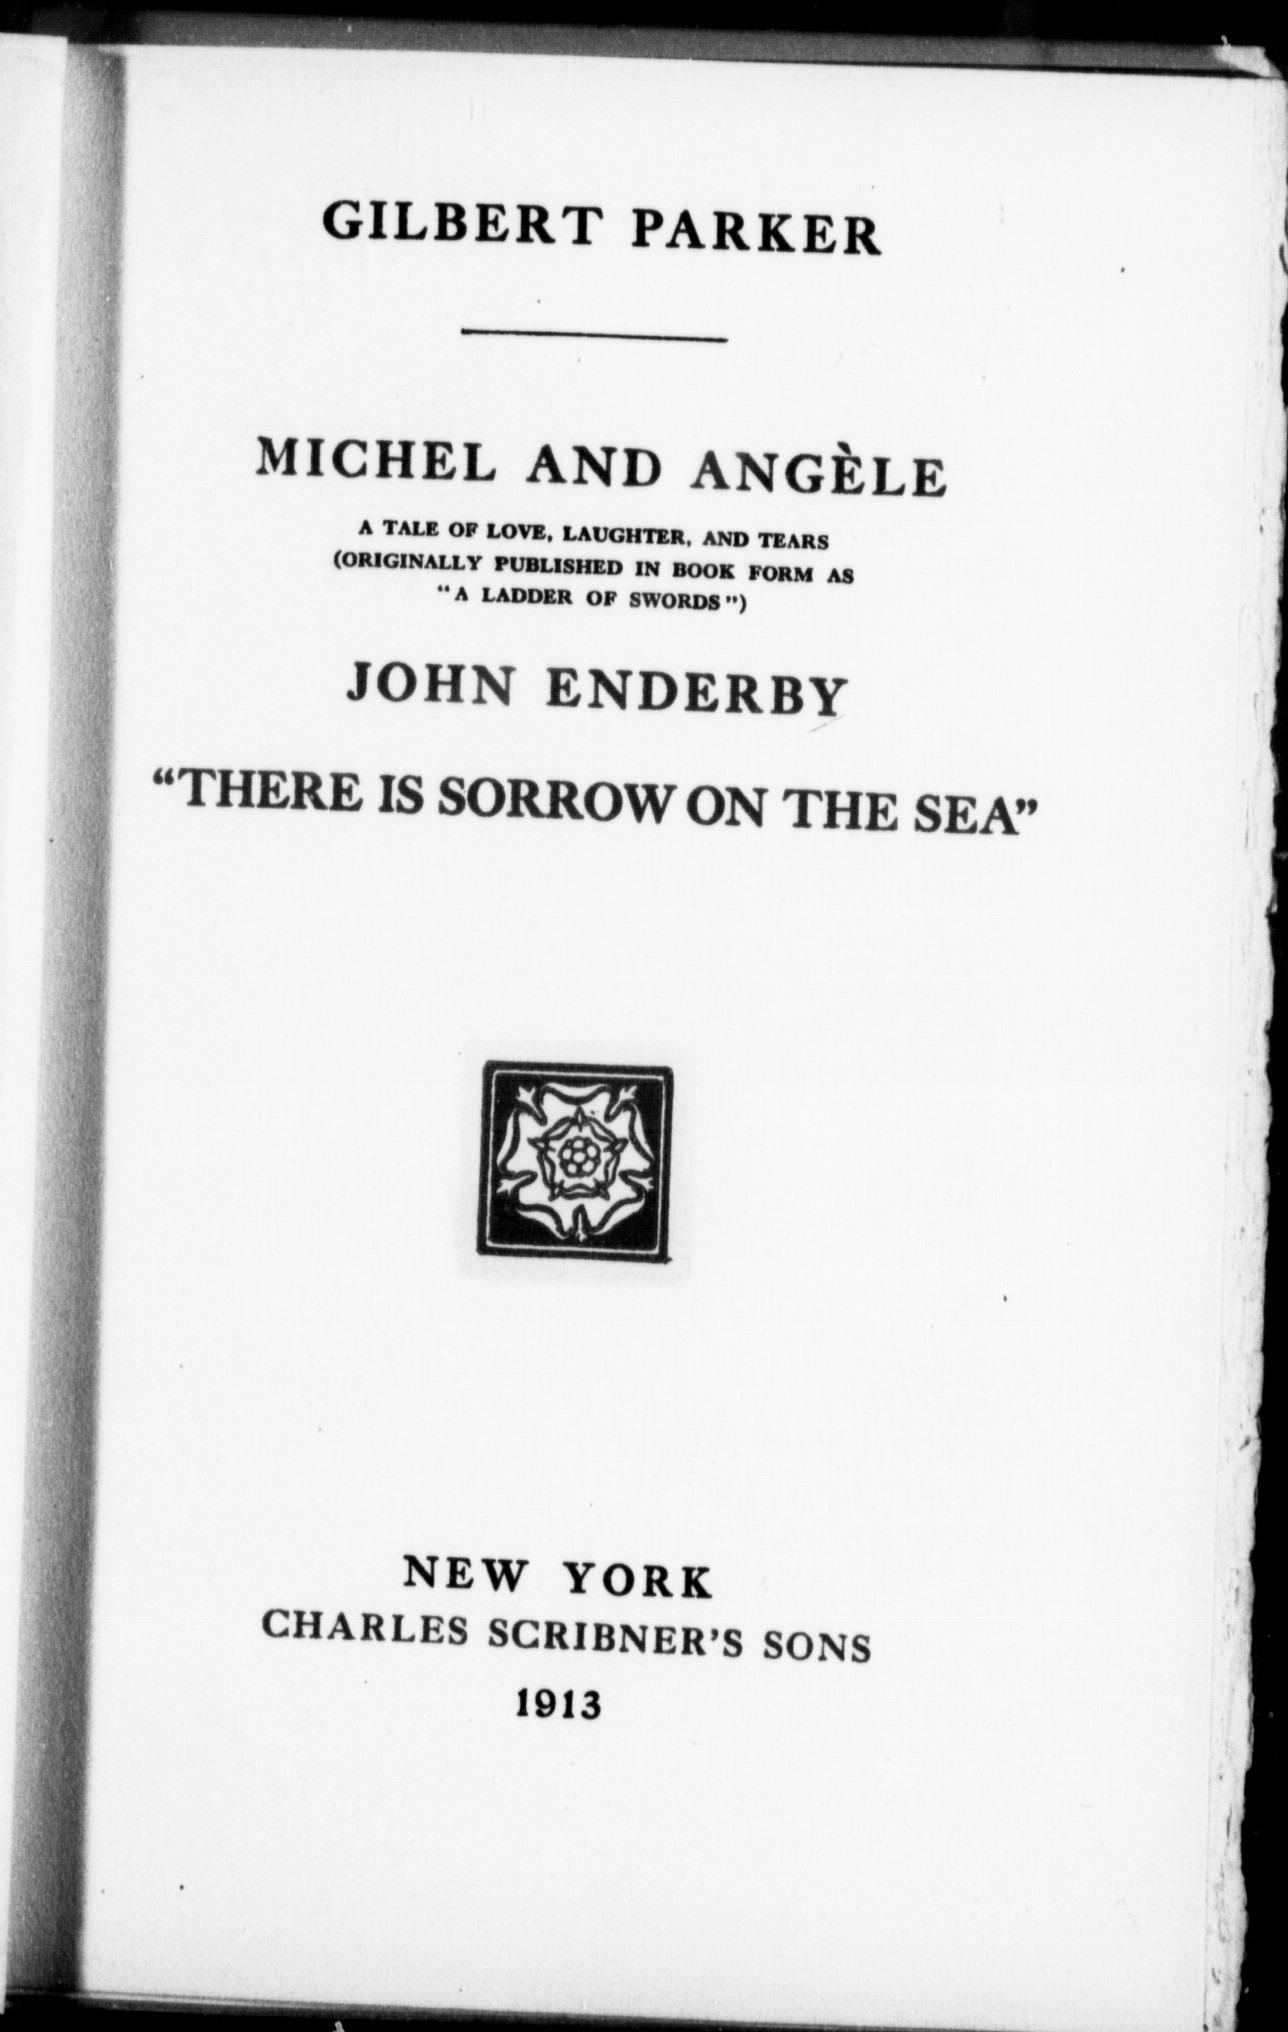 GILBERT PARKER
MICHEL AND ANGÈLE
A TALE OF LOVE, LAUGHTER, AND TEARS
(ORIGINALLY PUBLISHED IN BOOK FORM AS
"A LADDER OF SWORDS")
JOHN ENDERBY
"THERE IS SORROW ON THE SEA"
NEW YORK
CHARLES SCRIBNER'S SONS
1913